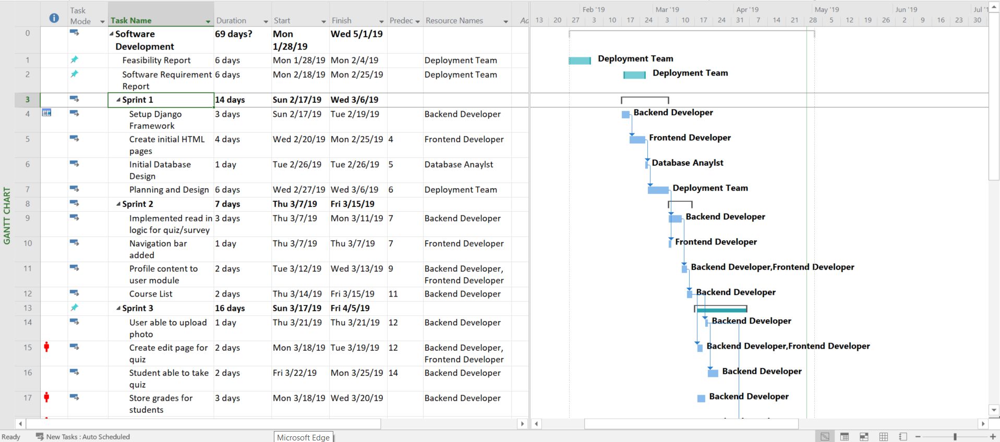 Task
Mode Task Name Duration Start Finish Predec Resource Names Ad
Feb '19 Mar '19 Apr '19 May '19 Jun '19 Jul '1
13 20 27 3 10 17 24 3 10 17 24 31 7 14 21 28 5 12 19 26 2 9 16 23 30
GANTT CHART
0 Software 69 days? Mon Wed 5/1/19
Development 1/28/19
1 Feasibility Report 6 days Mon 1/28/19 Mon 2/4/19 Deployment Team Deployment Team
2 Software Requirement 6 days Mon 2/18/19 Mon 2/25/19 Deployment Team Deployment Team
Report
3 Sprint 1 14 days Sun 2/17/19 Wed 3/6/19
4 Setup Django 3 days Sun 2/17/19 Tue 2/19/19 Backend Developer Backend Developer
Framework
5 Create initial HTML 4 days Wed 2/20/19 Mon 2/25/19 4 Frontend Developer Frontend Developer
pages
6 Initial Database 1 day Tue 2/26/19 Tue 2/26/19 5 Database Anaylst Database Anaylst
Design
7 Planning and Design 6 days Wed 2/27/19 Wed 3/6/19 6 Deployment Team Deployment Team
8 Sprint 2 7 days Thu 3/7/19 Fri 3/15/19
9 Implemented read in 3 days Thu 3/7/19 Mon 3/11/19 7 Backend Developer Backend Developer
logic for quiz/survey
10 Navigation bar 1 day Thu 3/7/19 Thu 3/7/19 7 Frontend Developer Frontend Developer
added
11 Profile content to 2 days Tue 3/12/19 Wed 3/13/19 9 Backend Developer, Backend Developer,Frontend Developer
user module Frontend Developer
12 Course List 2 days Thu 3/14/19 Fri 3/15/19 11 Backend Developer Backend Developer
13 Sprint 3 16 days Sun 3/17/19 Fri 4/5/19
14 User able to upload 1 day Thu 3/21/19 Thu 3/21/19 12 Backend Developer Backend Developer
photo
15 Create edit page for 2 days Mon 3/18/19 Tue 3/19/19 12 Backend Developer, Backend Developer,Frontend Developer
quiz Frontend Developer
16 Student able to take 2 days Fri 3/22/19 Mon 3/25/19 14 Backend Developer Backend Developer
quiz
17 Store grades for 3 days Mon 3/18/19 Wed 3/20/19 Backend Developer Backend Developer
students
Ready New Tasks : Auto Scheduled Microsoft Edge